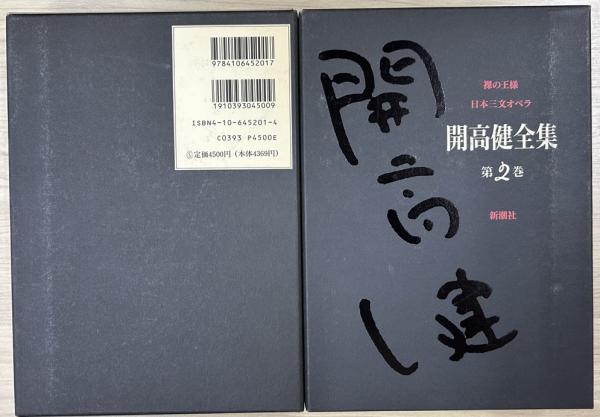 9784106452017
1910393045009
ISBN4-10-645201-4
C0393 P4500E
Ⓢ定価4500円(本体4369円)
開高健
裸の王様
日本三文オペラ
開高健全集
第2巻
新潮社